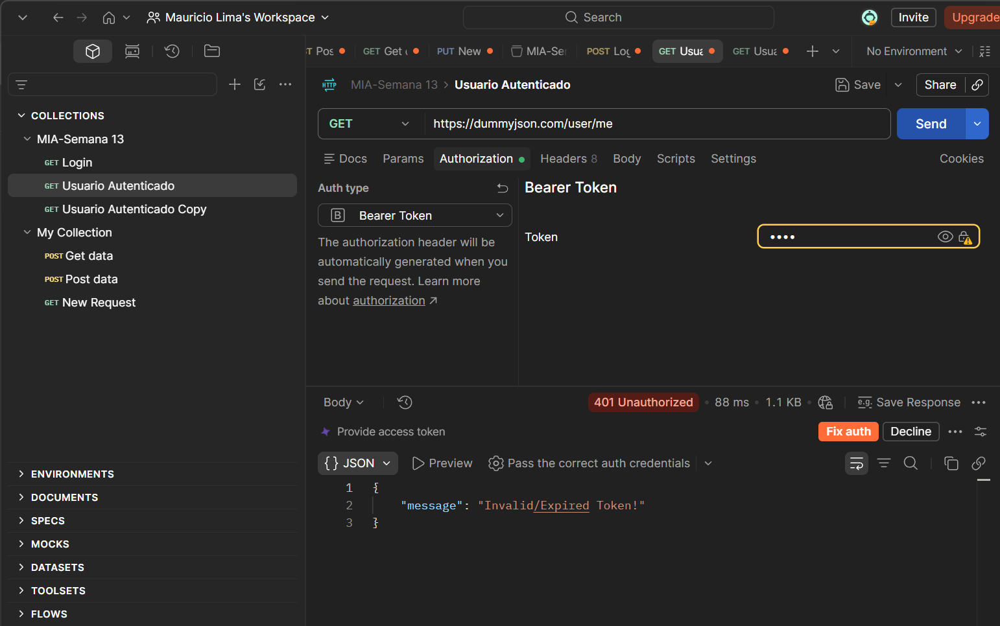 Mauricio Lima's Workspace
Search
Invite
Upgrade
Pos
GET Get
PUT New
MIA-Ser
POST Log
GET Usua
GET Usua
No Environment
HTTP MIA-Semana 13 > Usuario Autenticado
Save
Share
COLLECTIONS
MIA-Semana 13
GET Login
GET Usuario Autenticado
GET Usuario Autenticado Copy
My Collection
POST Get data
POST Post data
GET New Request
ENVIRONMENTS
DOCUMENTS
SPECS
MOCKS
DATASETS
TOOLSETS
FLOWS
GET
https://dummyjson.com/user/me
Send
Docs
Params
Authorization
Headers 8
Body
Scripts
Settings
Cookies
Auth type
B Bearer Token
The authorization header will be
automatically generated when you
send the request. Learn more
about authorization ↗
Bearer Token
Token
••••
Body
401 Unauthorized • 88 ms • 1.1 KB
e.g. Save Response
Provide access token
Fix auth
Decline
{} JSON
Preview
Pass the correct auth credentials
1 {
2 "message": "Invalid/Expired Token!"
3 }